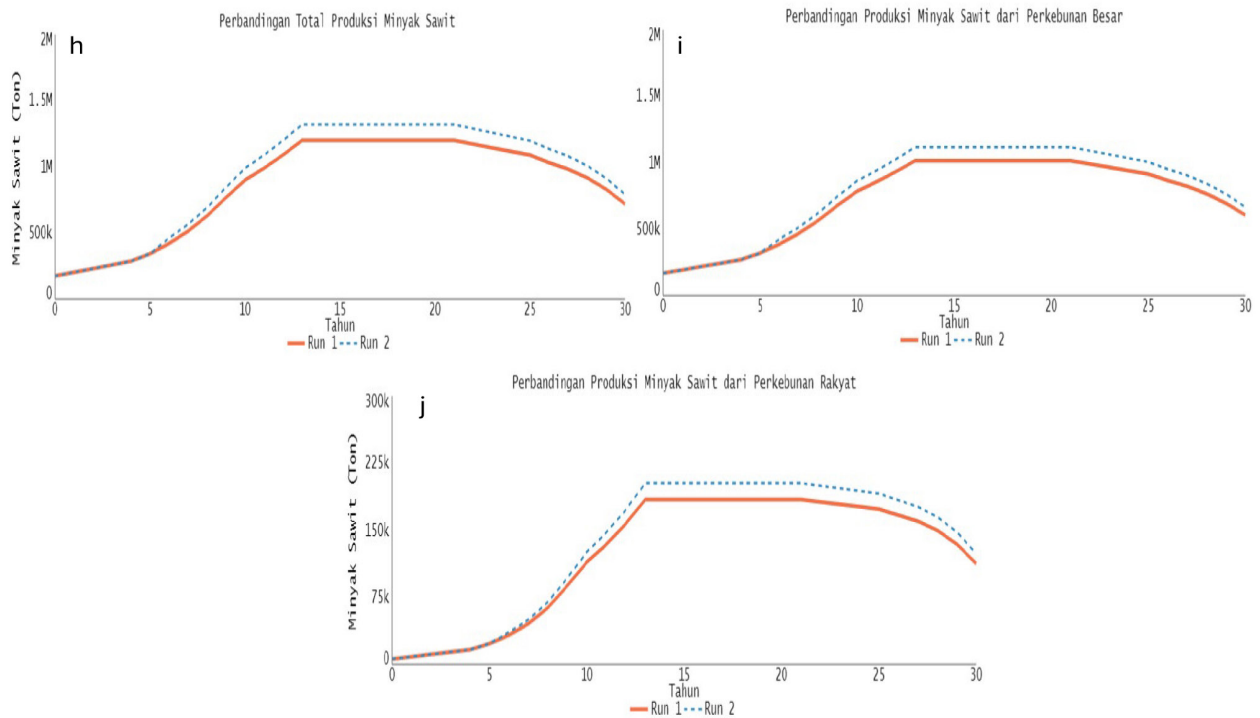 Perbandingan Total Produksi Minyak Sawit
h
2M
1.5M
1M
500k
0
Minyak Sawit (Ton)
0 5 10 15 20 25 30
Tahun
Run 1 Run 2
Perbandingan Produksi Minyak Sawit dari Perkebunan Besar
i
2M
1.5M
1M
500k
0
0 5 10 15 20 25 30
Tahun
Run 1 Run 2
Perbandingan Produksi Minyak Sawit dari Perkebunan Rakyat
j
300k
225k
150k
75k
0
Minyak Sawit (Ton)
0 5 10 15 20 25 30
Tahun
Run 1 Run 2